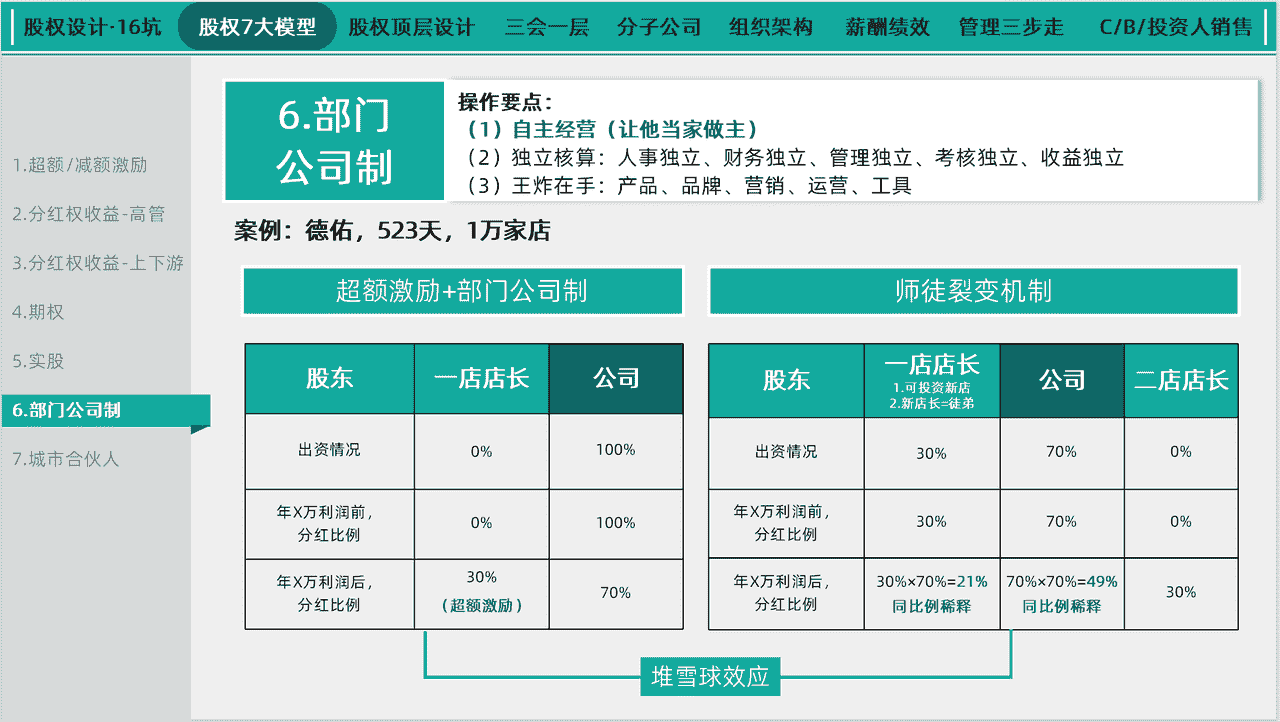 股权设计·16坑 股权7大模型 股权顶层设计 三会一层 分子公司 组织架构 薪酬绩效 管理三步走 C/B/投资人销售
1.超额/减额激励
2.分红权收益-高管
3.分红权收益-上下游
4.期权
5.实股
6.部门公司制
7.城市合伙人
6.部门
公司制
操作要点：
（1）自主经营（让他当家做主）
（2）独立核算：人事独立、财务独立、管理独立、考核独立、收益独立
（3）王炸在手：产品、品牌、营销、运营、工具
案例：德佑，523天，1万家店
超额激励+部门公司制
股东 一店店长 公司
出资情况 0% 100%
年X万利润前，
分红比例 0% 100%
年X万利润后，
分红比例 30%
（超额激励） 70%
师徒裂变机制
股东 一店店长
1.可投资新店
2.新店长=徒弟
公司 二店店长
出资情况 30% 70% 0%
年X万利润前，
分红比例 30% 70% 0%
年X万利润后，
分红比例 30%×70%=21%
同比例稀释
70%×70%=49%
同比例稀释
30%
堆雪球效应